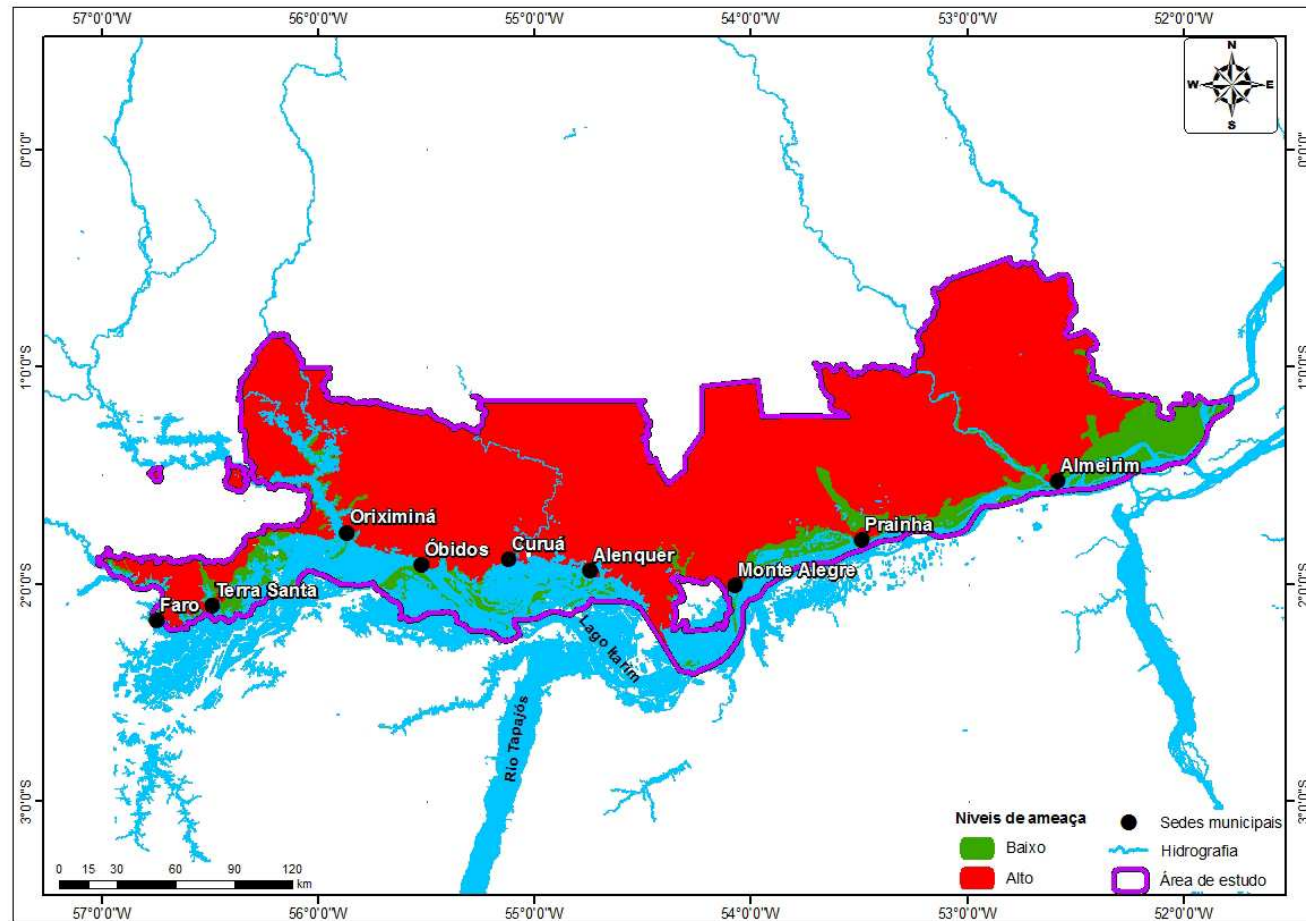 57°0'0"W 56°0'0"W 55°0'0"W 54°0'0"W 53°0'0"W 52°0'0"W
N
W E
S
0°0'0" 0°0'0"
1°0'0"S 1°0'0"S
Almeirim
Oriximiná
Prainha
Óbidos
Curuá
Alenquer
Monte Alegre
2°0'0"S 2°0'0"S
Terra Santa
Faro
Lago Itarim
Rio Tapajós
3°0'0"S 3°0'0"S
Níveis de ameaça
Baixo
Alto
Sedes municipais
Hidrografia
Área de estudo
0 15 30 60 90 120
km
57°0'0"W 56°0'0"W 55°0'0"W 54°0'0"W 53°0'0"W 52°0'0"W